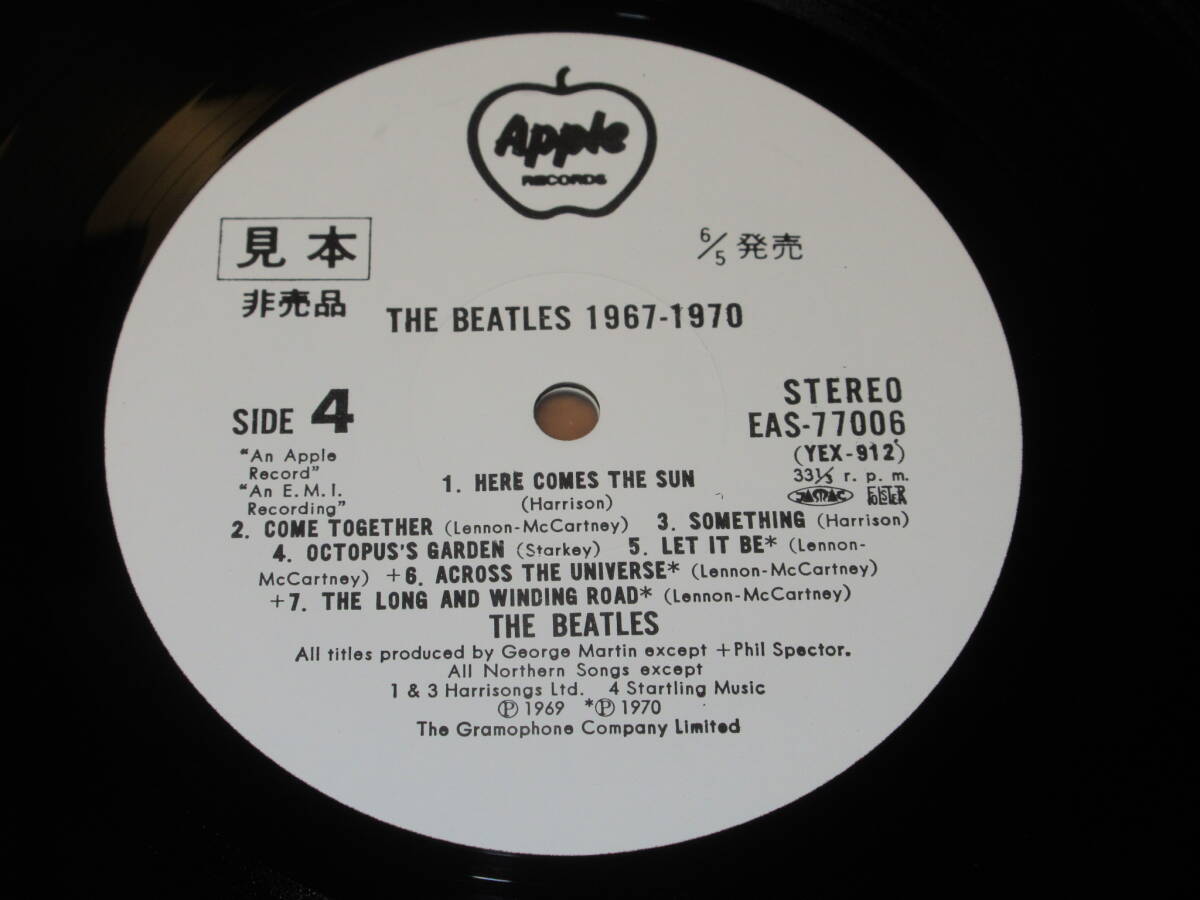 Apple
RECORDS
見本
非売品
6/5 発売
THE BEATLES 1967-1970
SIDE 4
STEREO
EAS-77006
(YEX-912)
33⅓ r. p. m.
JASRAC
"An Apple
Record"
"An E.M.I.
Recording"
1. HERE COMES THE SUN
(Harrison)
2. COME TOGETHER (Lennon-McCartney) 3. SOMETHING (Harrison)
4. OCTOPUS'S GARDEN (Starkey) 5. LET IT BE* (Lennon-
McCartney) +6. ACROSS THE UNIVERSE* (Lennon-McCartney)
+7. THE LONG AND WINDING ROAD* (Lennon-McCartney)
THE BEATLES
All titles produced by George Martin except +Phil Spector.
All Northern Songs except
1 & 3 Harrisongs Ltd. 4 Startling Music
Ⓟ 1969 *Ⓟ 1970
The Gramophone Company Limited